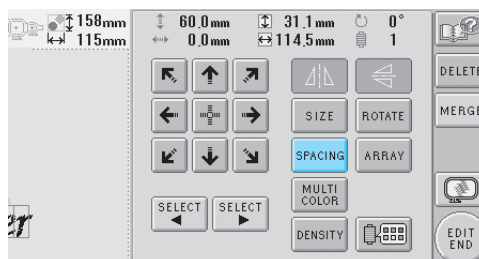 158mm
115mm
60.0mm
31.1mm
0°
0.0mm
114.5mm
1
DELETE
SIZE
ROTATE
MERGE
SPACING
ARRAY
MULTI
COLOR
SELECT
SELECT
DENSITY
EDIT
END